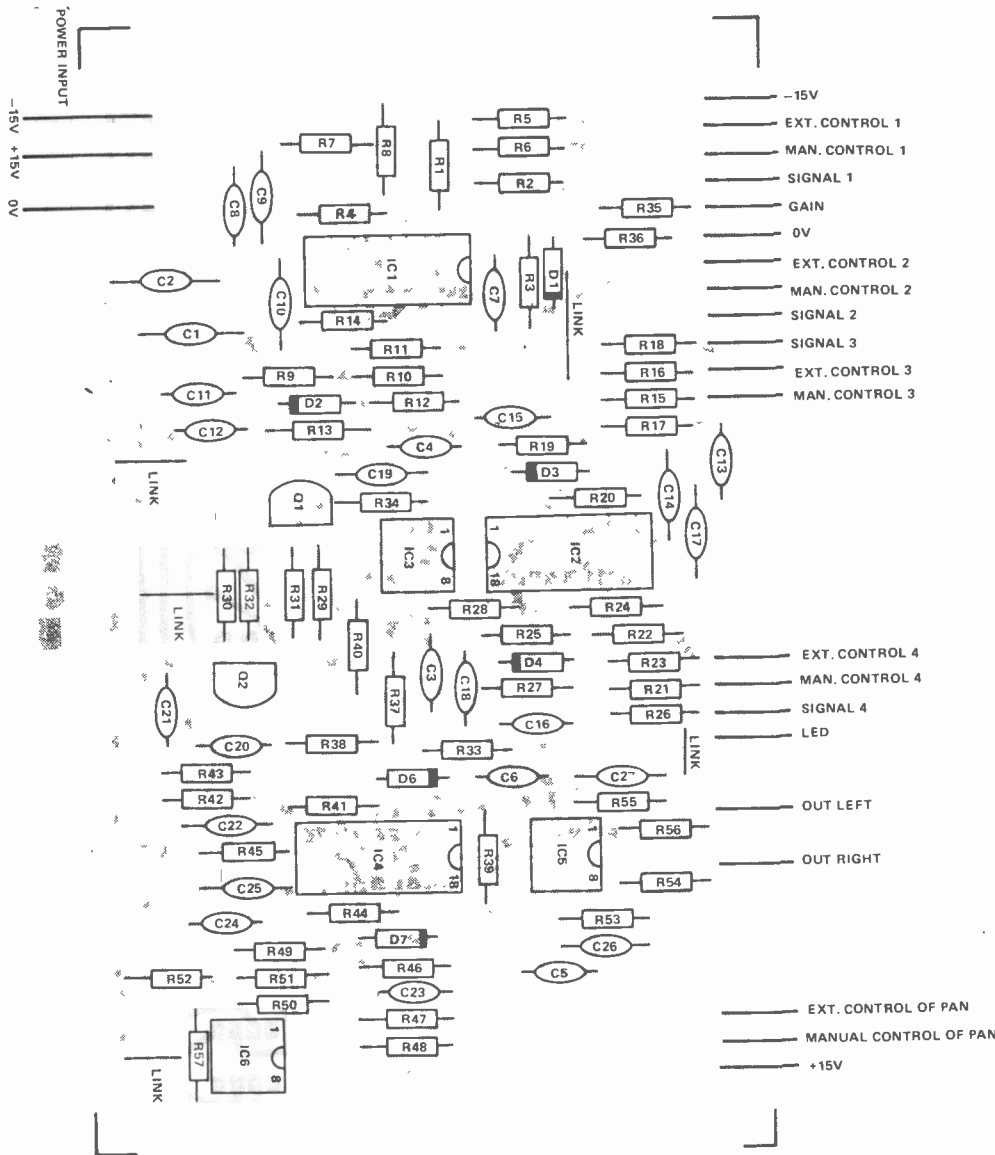 POWER INPUT
-15V
+15V
0V
-15V
EXT. CONTROL 1
MAN. CONTROL 1
SIGNAL 1
GAIN
0V
EXT. CONTROL 2
MAN. CONTROL 2
SIGNAL 2
SIGNAL 3
EXT. CONTROL 3
MAN. CONTROL 3
R5
R7
R8
R1
R6
R2
C8
C9
R4
R35
R36
IC1
C2
C10
C7
R3
D1
LINK
R14
C1
R11
R18
R9
R10
R16
C11
D2
R12
R15
C12
R13
C15
R17
C4
R19
C13
LINK
C19
D3
C14
Q1
R34
R20
C17
1
IC3
8
1
IC2
18
LINK
R30
R32
R31
R29
R28
R24
R40
R25
R22
C3
C18
D4
R23
EXT. CONTROL 4
Q2
R37
R27
R21
MAN. CONTROL 4
C21
C16
R26
SIGNAL 4
C20
R38
R33
LINK
LED
R43
D6
C6
C27
R42
R41
R55
OUT LEFT
C22
1
IC4
18
R39
1
IC5
8
R56
R45
OUT RIGHT
C25
R54
C24
R44
R53
R49
D7
C26
R52
R51
R46
C5
R50
C23
R47
EXT. CONTROL OF PAN
R57
1
IC6
8
R48
MANUAL CONTROL OF PAN
LINK
+15V